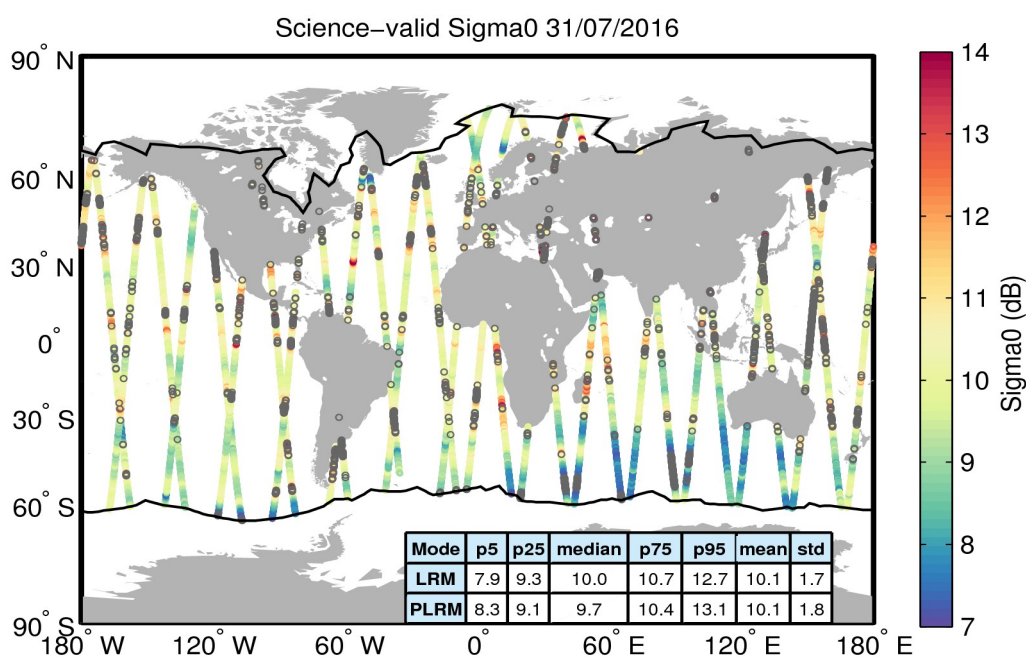 Science−valid Sigma0 31/07/2016
90° N
60° N
30° N
0°
30° S
60° S
90° S
180° W
120° W
60° W
0°
60° E
120° E
180° E
14
13
12
11
10
9
8
7
Sigma0 (dB)
Mode p5 p25 median p75 p95 mean std
LRM 7.9 9.3 10.0 10.7 12.7 10.1 1.7
PLRM 8.3 9.1 9.7 10.4 13.1 10.1 1.8